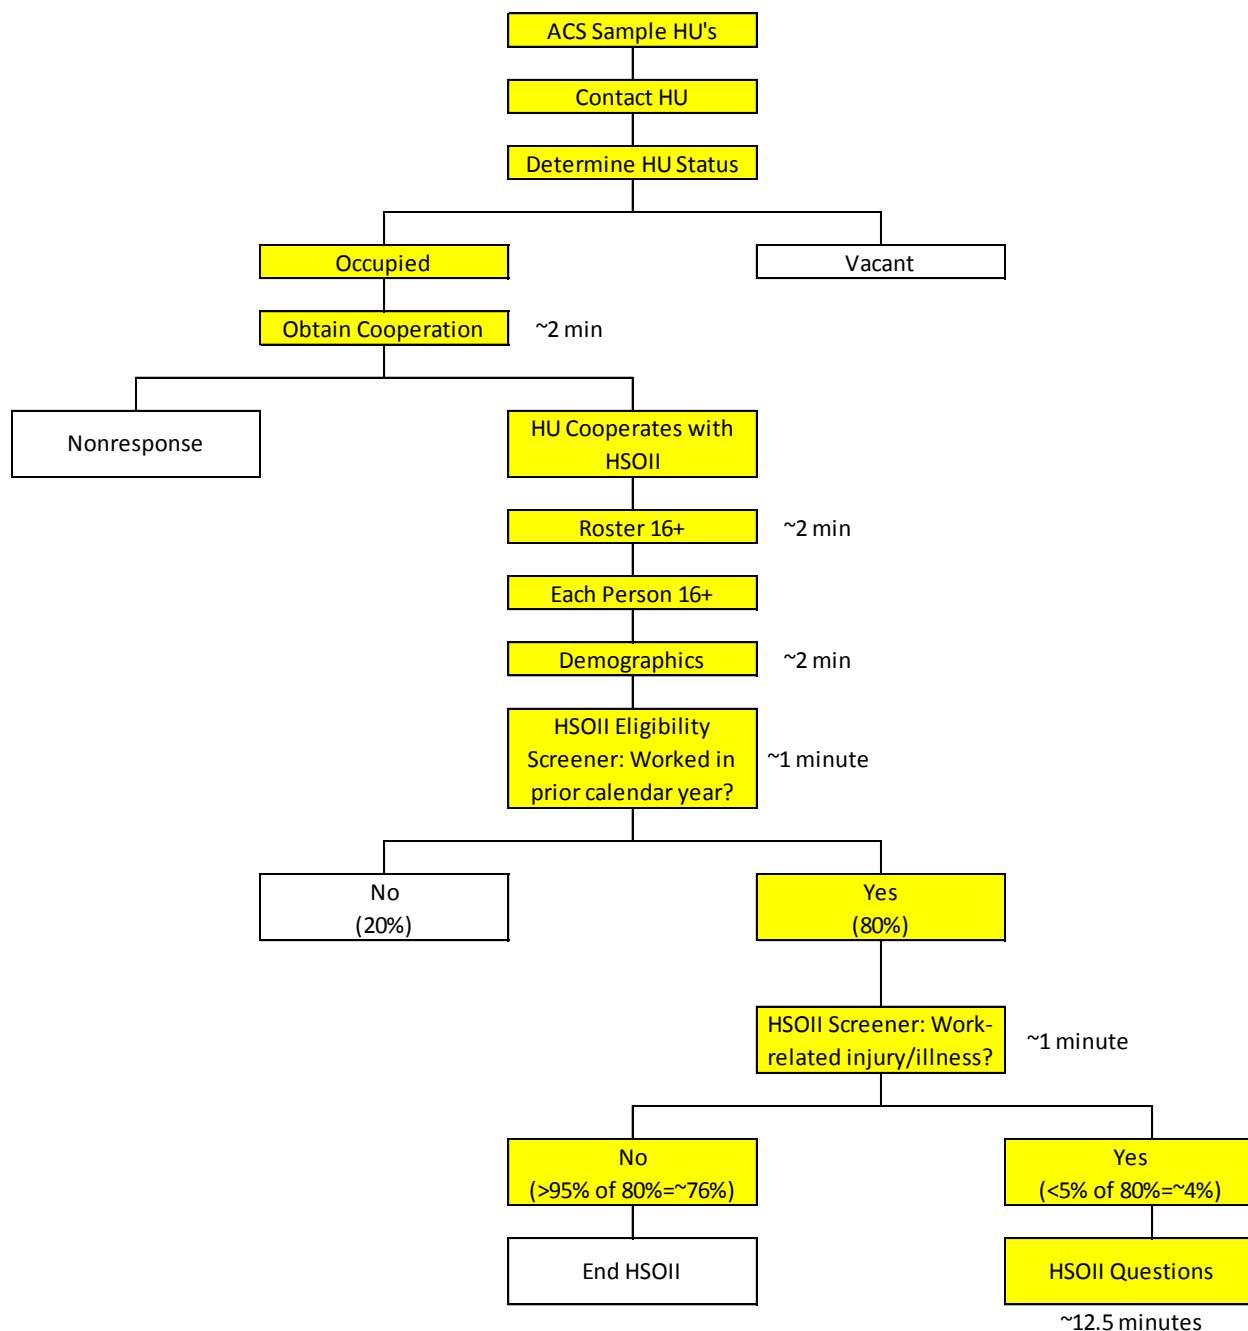 ACS Sample HU's
Contact HU
Determine HU Status
Occupied
Vacant
Obtain Cooperation
~2 min
Nonresponse
HU Cooperates with
HSOII
Roster 16+
~2 min
Each Person 16+
Demographics
~2 min
HSOII Eligibility
Screener: Worked in
prior calendar year?
~1 minute
No
(20%)
Yes
(80%)
HSOII Screener: Work-
related injury/illness?
~1 minute
No
(>95% of 80%=~76%)
Yes
(<5% of 80%=~4%)
End HSOII
HSOII Questions
~12.5 minutes